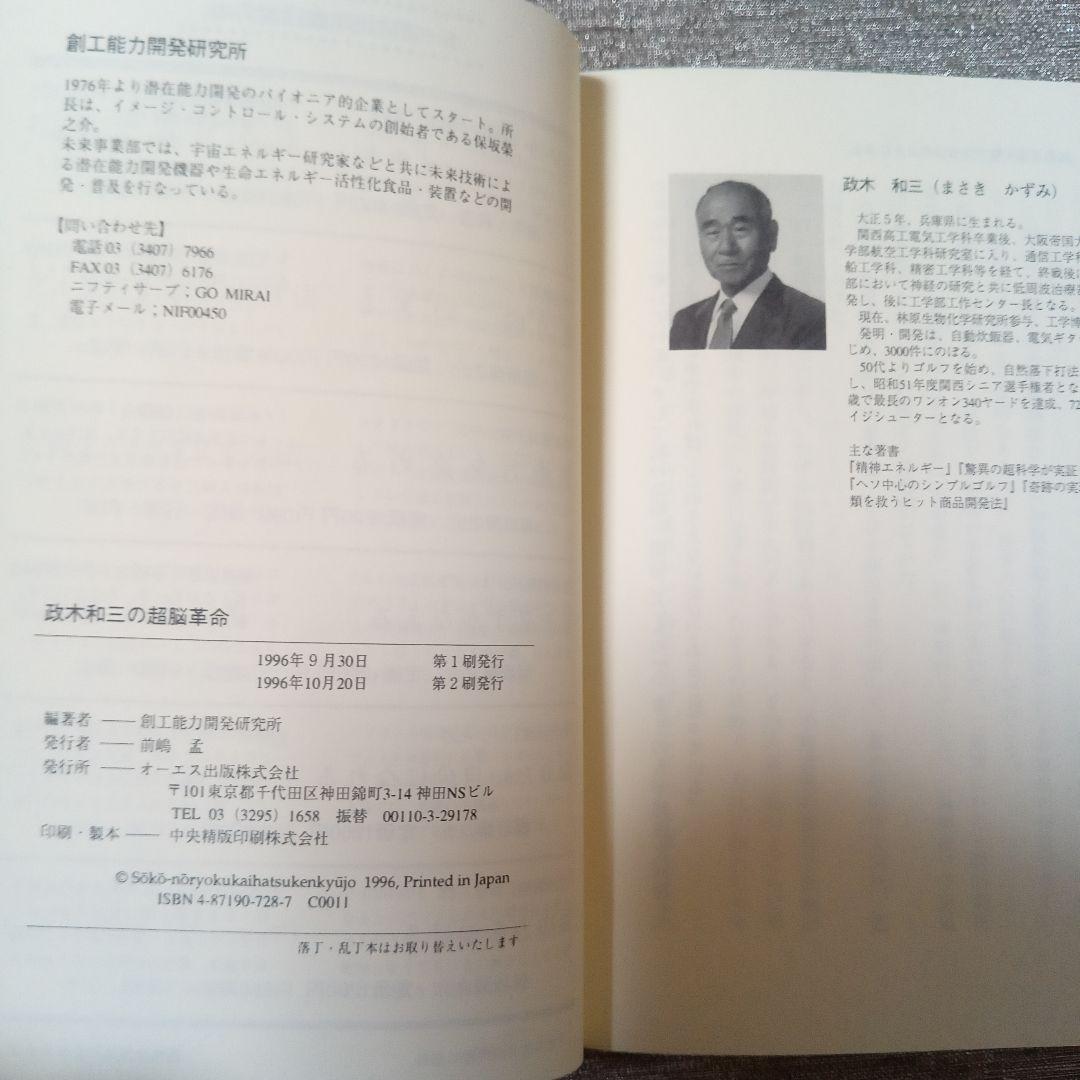 創工能力開発研究所
1976年より潜在能力開発のパイオニア的企業としてスタート。所
長は、イメージ・コントロール・システムの創始者である保坂榮
之介。
未来事業部では、宇宙エネルギー研究家などと共に未来技術によ
る潜在能力開発機器や生命エネルギー活性化食品・装置などの開
発・普及を行なっている。
【問い合わせ先】
電話 03（3407）7966
FAX 03（3407）6176
ニフティサーブ；GO MIRAI
電子メール；NIF00450
政木和三の超脳革命
1996年９月30日 第１刷発行
1996年10月20日 第２刷発行
編著者 ── 創工能力開発研究所
発行者 ── 前嶋 孟
発行所 ── オーエス出版株式会社
〒101東京都千代田区神田錦町3-14 神田NSビル
TEL 03（3295）1658 振替 00110-3-29178
印刷・製本 ── 中央精版印刷株式会社
© Sōkō-nōryokukaihatsukenkyūjo 1996, Printed in Japan
ISBN 4-87190-728-7 C0011
落丁・乱丁本はお取り替えいたします
政木 和三（まさき かずみ）
大正５年、兵庫県に生まれる。
関西高工電気工学科卒業後、大阪帝国大
学部航空工学科研究室に入り、通信工学科
船工学科、精密工学科等を経て、終戦後は
部において神経の研究と共に低周波治療器
発し、後に工学部工作センター長となる。
現在、林原生物化学研究所参与、工学博
発明・開発は、自動炊飯器、電気ギタ
じめ、3000件にのぼる。
50代よりゴルフを始め、自然落下打法
し、昭和51年度関西シニア選手権者とな
歳で最長のワンオン340ヤードを達成、72
イジシューターとなる。
主な著書
『精神エネルギー』『驚異の超科学が実証
『ヘソ中心のシンプルゴルフ』『奇跡の実
類を救うヒット商品開発法』